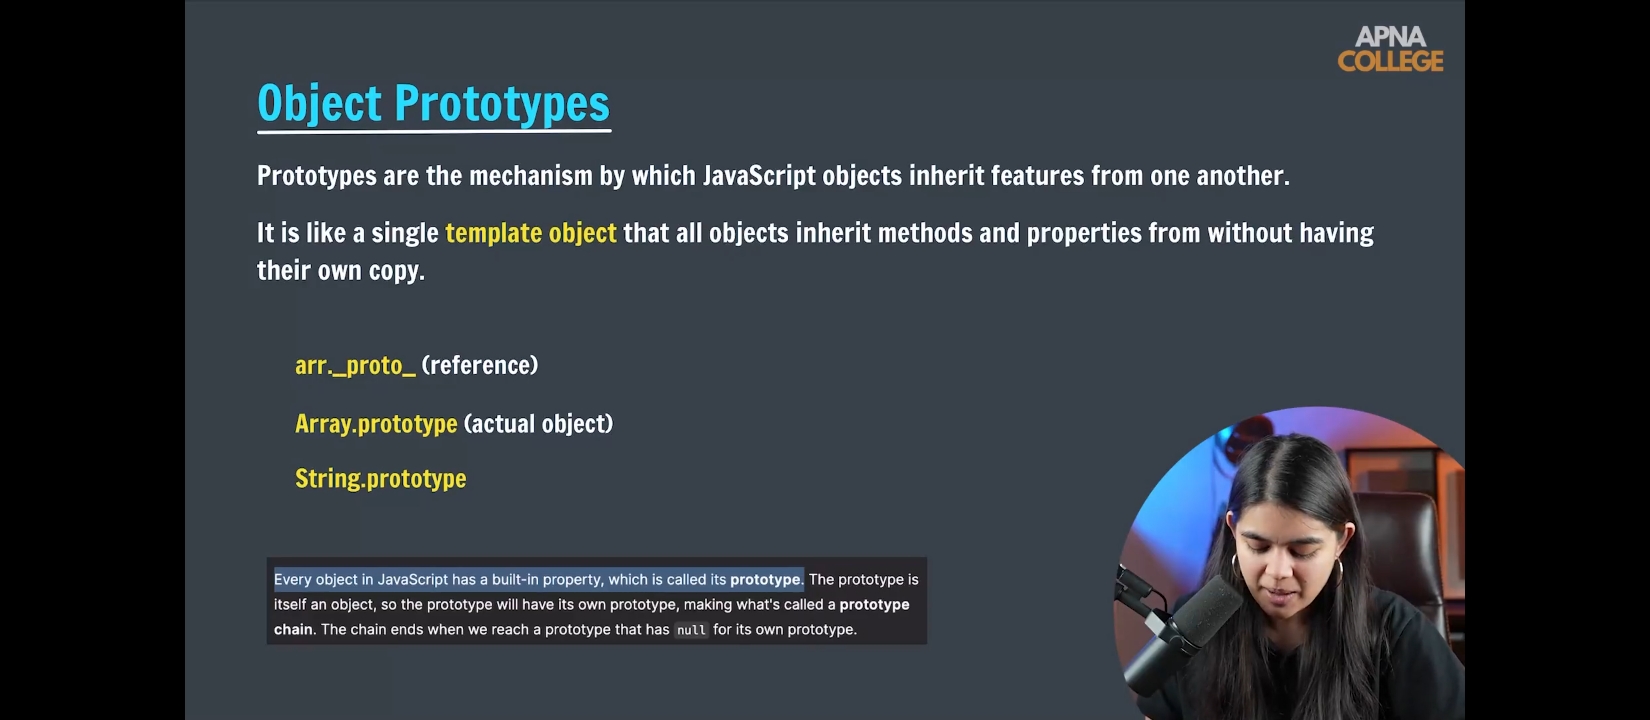 APNA
COLLEGE
Object Prototypes
Prototypes are the mechanism by which JavaScript objects inherit features from one another.
It is like a single template object that all objects inherit methods and properties from without having
their own copy.
arr._proto_ (reference)
Array.prototype (actual object)
String.prototype
Every object in JavaScript has a built-in property, which is called its prototype. The prototype is
itself an object, so the prototype will have its own prototype, making what's called a prototype
chain. The chain ends when we reach a prototype that has null for its own prototype.